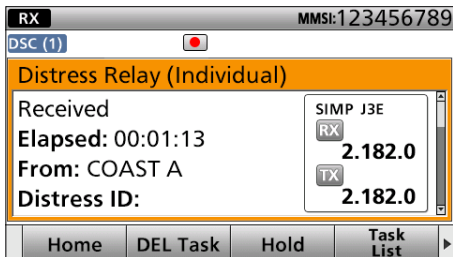 RX MMSI:123456789
DSC (1)
Distress Relay (Individual)
Received
Elapsed: 00:01:13
From: COAST A
Distress ID:
SIMP J3E
RX
2.182.0
TX
2.182.0
Home DEL Task Hold Task List